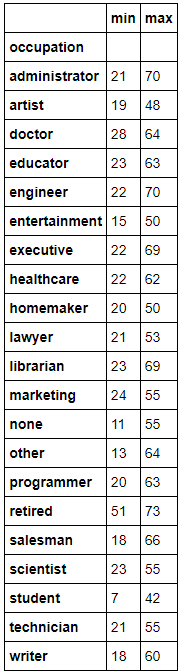 min max
occupation
administrator 21 70
artist 19 48
doctor 28 64
educator 23 63
engineer 22 70
entertainment 15 50
executive 22 69
healthcare 22 62
homemaker 20 50
lawyer 21 53
librarian 23 69
marketing 24 55
none 11 55
other 13 64
programmer 20 63
retired 51 73
salesman 18 66
scientist 23 55
student 7 42
technician 21 55
writer 18 60